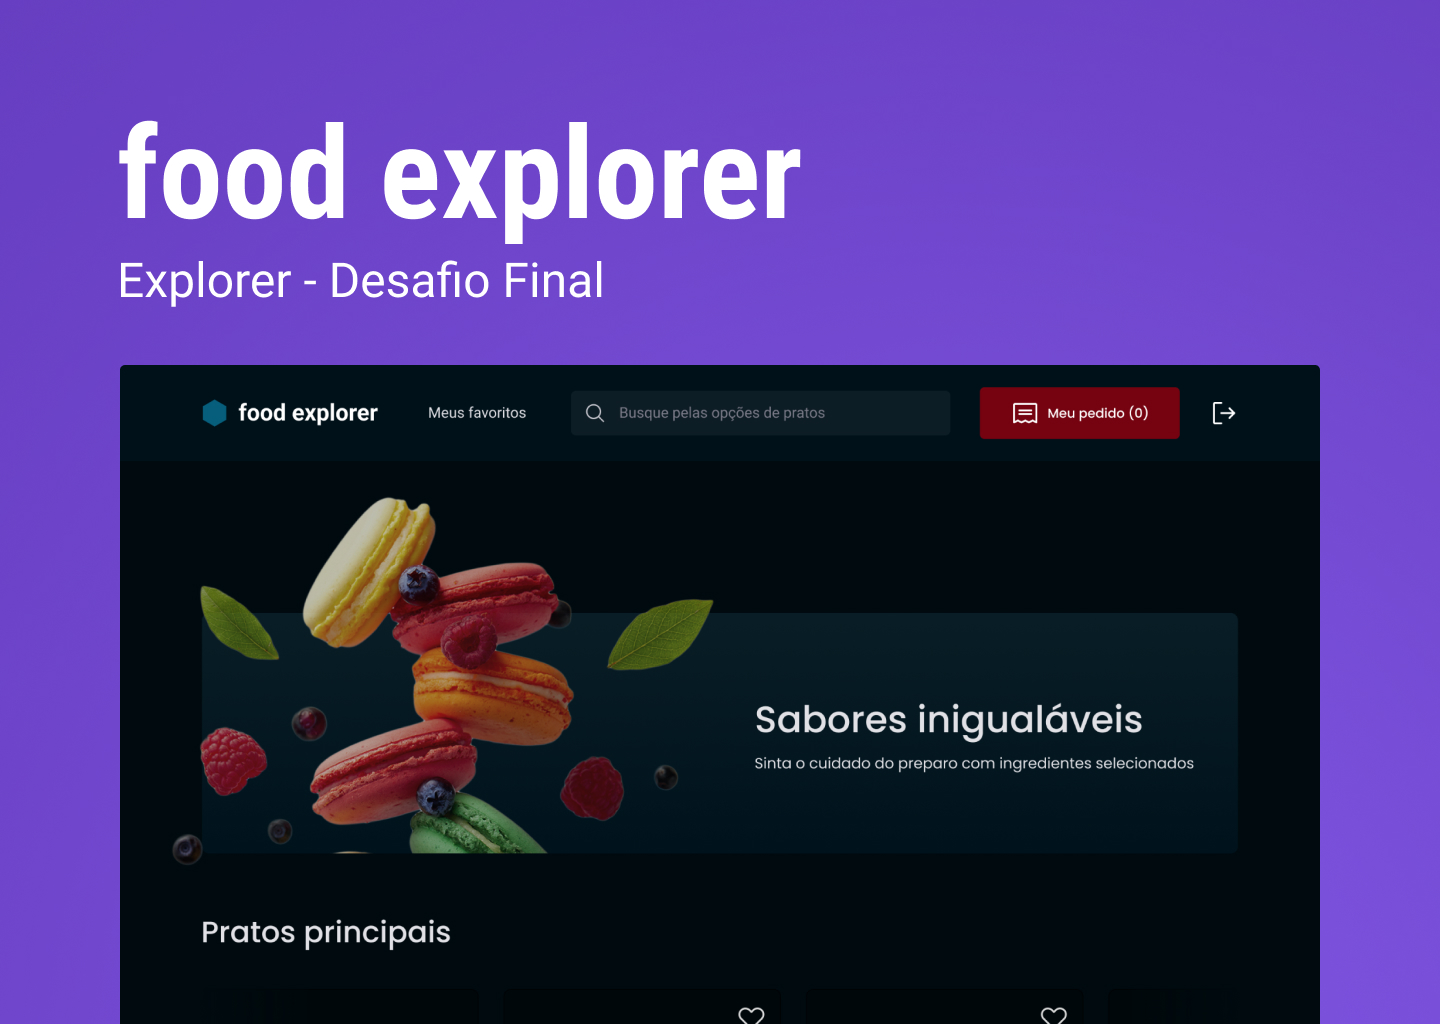 food explorer
Explorer - Desafio Final
food explorer
Meus favoritos
Busque pelas opções de pratos
Meu pedido (0)
Sabores inigualáveis
Sinta o cuidado do preparo com ingredientes selecionados
Pratos principais